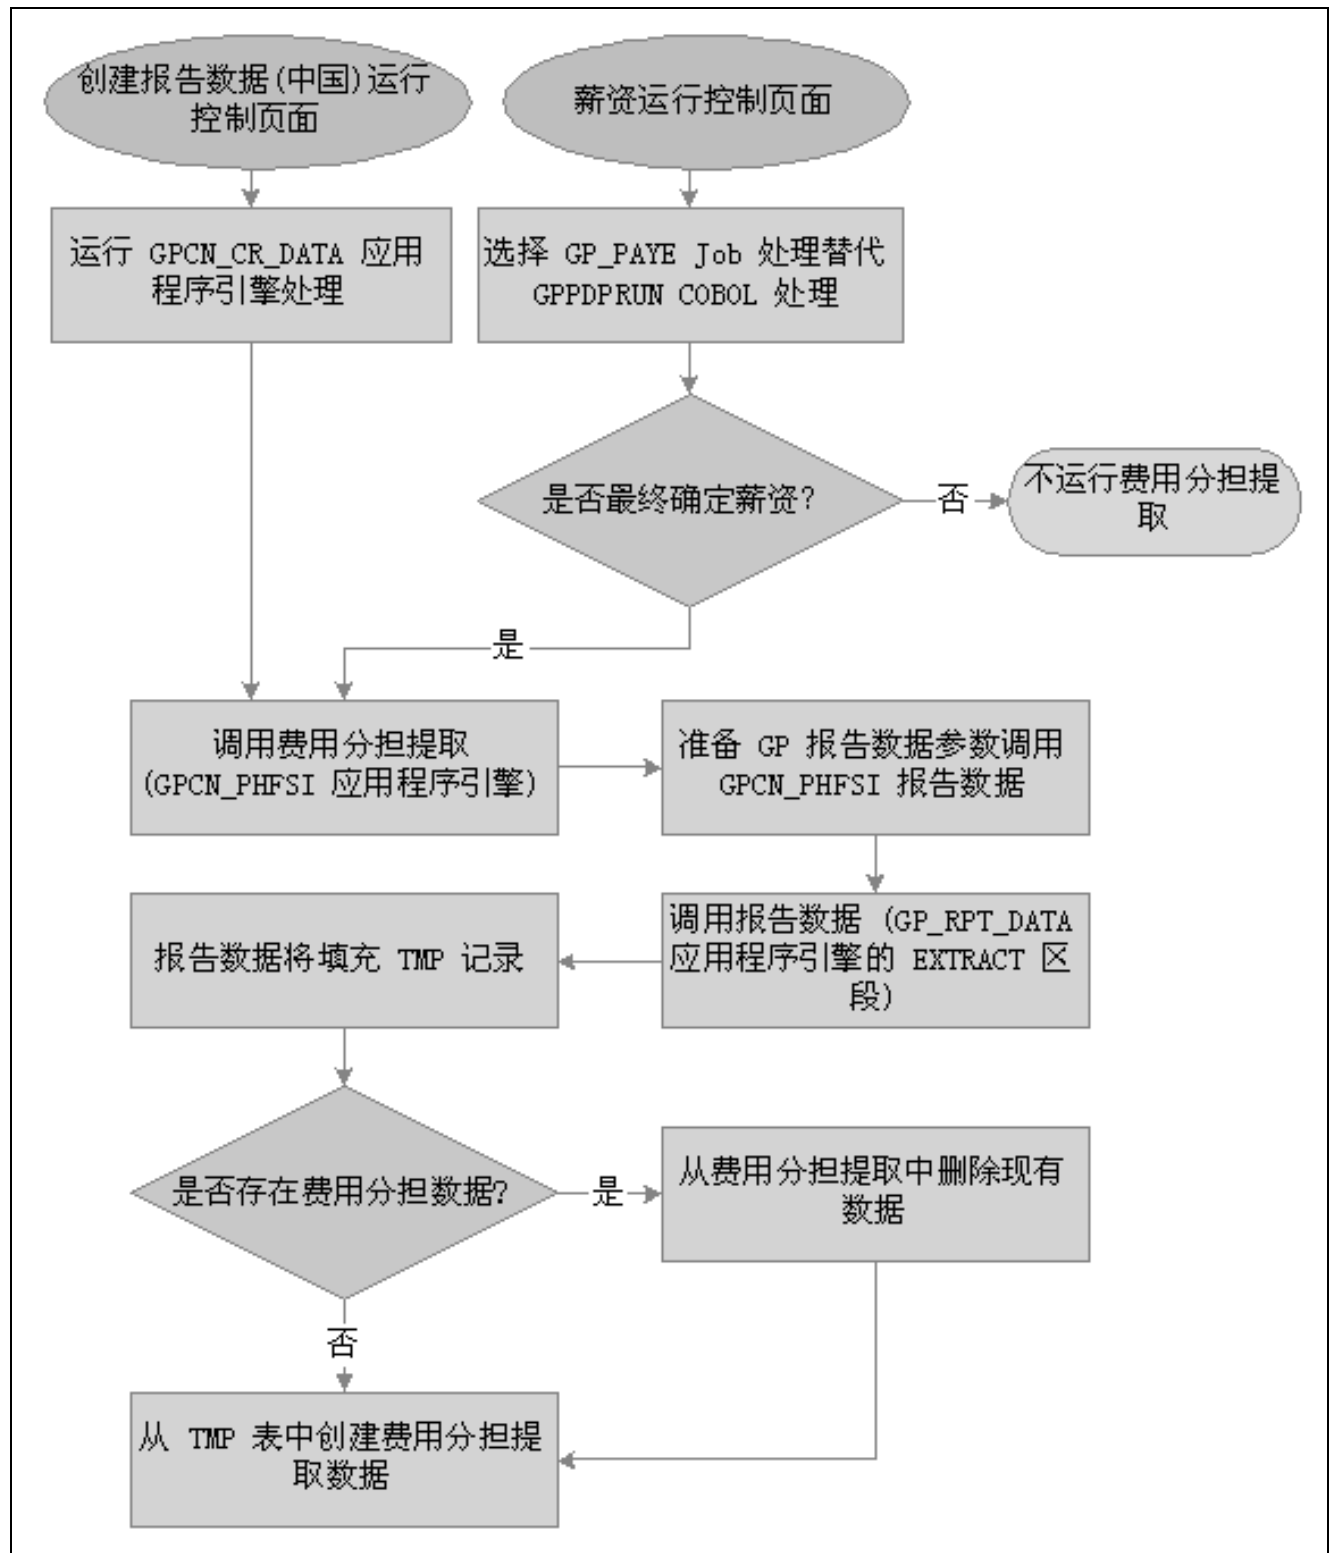 创建报告数据(中国)运行
控制页面
薪资运行控制页面
运行 GPCN_CR_DATA 应用
程序引擎处理
选择 GP_PAYE Job 处理替代
GPPDPRUN COBOL 处理
是否最终确定薪资?
否
不运行费用分担提
取
是
调用费用分担提取
(GPCN_PHFSI 应用程序引擎)
准备 GP 报告数据参数调用
GPCN_PHFSI 报告数据
调用报告数据 (GP_RPT_DATA
应用程序引擎的 EXTRACT 区
段)
报告数据将填充 TMP 记录
是否存在费用分担数据?
是
从费用分担提取中删除现有
数据
否
从 TMP 表中创建费用分担提
取数据